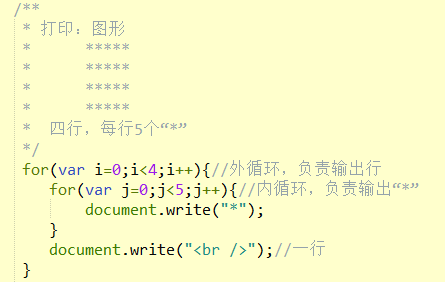 /**
 * 打印：图形
 *      *****
 *      *****
 *      *****
 *      *****
 *  四行，每行5个“*”
 */
for(var i=0;i<4;i++){//外循环，负责输出行
   for(var j=0;j<5;j++){//内循环，负责输出“*”
       document.write("*");
   }
   document.write("<br />");//一行
}